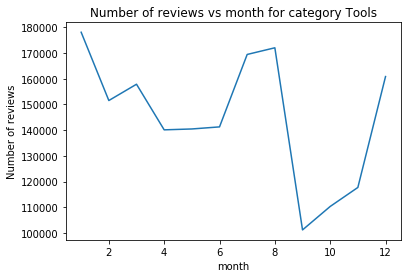 Number of reviews vs month for category Tools
180000
170000
160000
150000
140000
130000
120000
110000
100000
Number of reviews
2 4 6 8 10 12
month